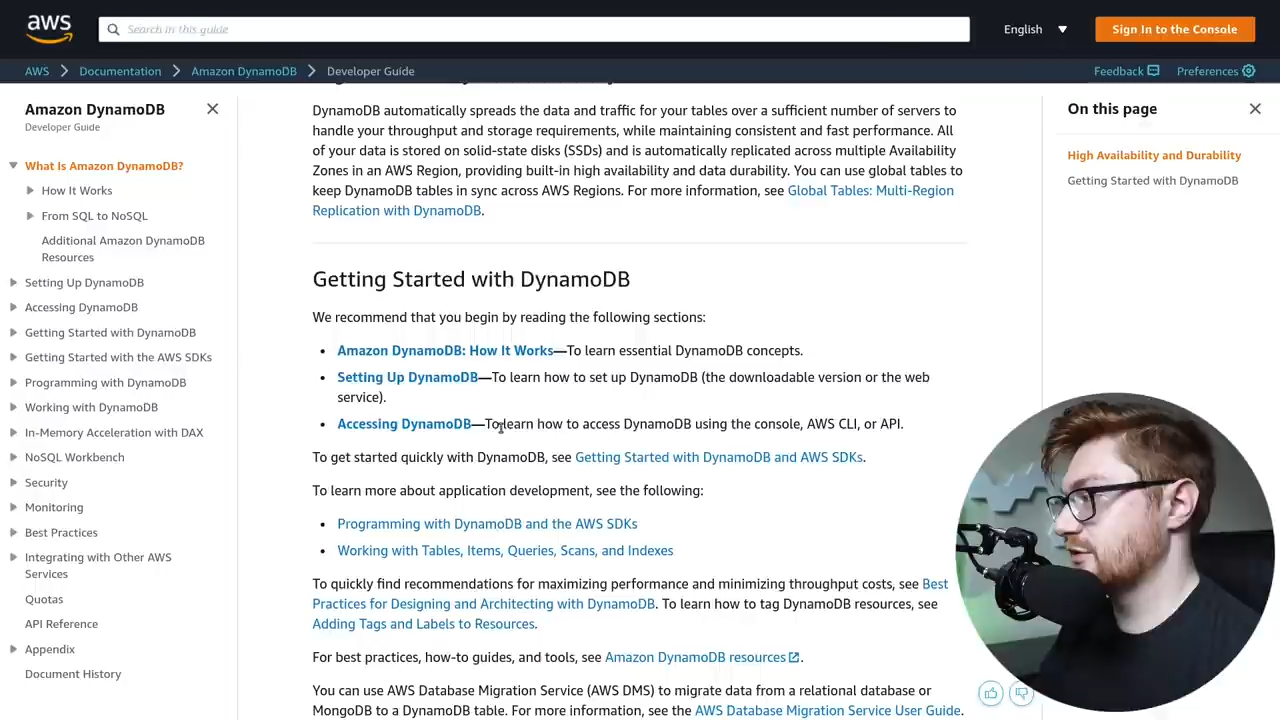 aws
Search in this guide
English
Sign In to the Console
AWS
Documentation
Amazon DynamoDB
Developer Guide
Feedback
Preferences
Amazon DynamoDB
Developer Guide
What Is Amazon DynamoDB?
How It Works
From SQL to NoSQL
Additional Amazon DynamoDB
Resources
Setting Up DynamoDB
Accessing DynamoDB
Getting Started with DynamoDB
Getting Started with the AWS SDKs
Programming with DynamoDB
Working with DynamoDB
In-Memory Acceleration with DAX
NoSQL Workbench
Security
Monitoring
Best Practices
Integrating with Other AWS
Services
Quotas
API Reference
Appendix
Document History
DynamoDB automatically spreads the data and traffic for your tables over a sufficient number of servers to
handle your throughput and storage requirements, while maintaining consistent and fast performance. All
of your data is stored on solid-state disks (SSDs) and is automatically replicated across multiple Availability
Zones in an AWS Region, providing built-in high availability and data durability. You can use global tables to
keep DynamoDB tables in sync across AWS Regions. For more information, see Global Tables: Multi-Region
Replication with DynamoDB.
Getting Started with DynamoDB
We recommend that you begin by reading the following sections:
• Amazon DynamoDB: How It Works—To learn essential DynamoDB concepts.
• Setting Up DynamoDB—To learn how to set up DynamoDB (the downloadable version or the web
service).
• Accessing DynamoDB—To learn how to access DynamoDB using the console, AWS CLI, or API.
To get started quickly with DynamoDB, see Getting Started with DynamoDB and AWS SDKs.
To learn more about application development, see the following:
• Programming with DynamoDB and the AWS SDKs
• Working with Tables, Items, Queries, Scans, and Indexes
To quickly find recommendations for maximizing performance and minimizing throughput costs, see Best
Practices for Designing and Architecting with DynamoDB. To learn how to tag DynamoDB resources, see
Adding Tags and Labels to Resources.
For best practices, how-to guides, and tools, see Amazon DynamoDB resources.
You can use AWS Database Migration Service (AWS DMS) to migrate data from a relational database or
MongoDB to a DynamoDB table. For more information, see the AWS Database Migration Service User Guide.
On this page
High Availability and Durability
Getting Started with DynamoDB